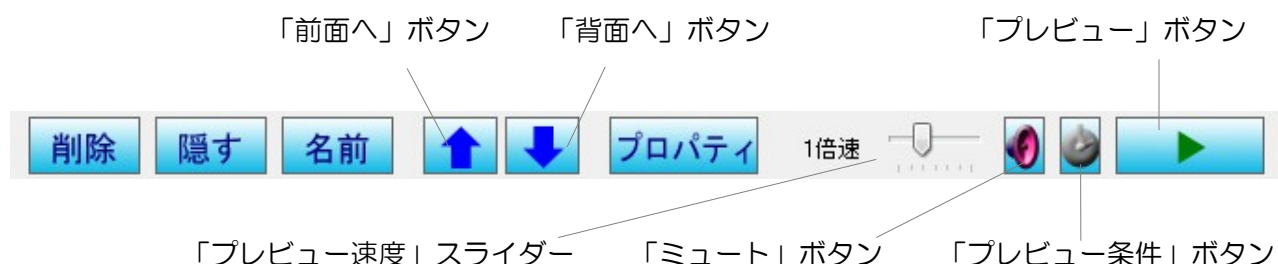 「前面へ」ボタン 「背面へ」ボタン 「プレビュー」ボタン
削除 隠す 名前 プロパティ 1倍速
「プレビュー速度」スライダー 「ミュート」ボタン 「プレビュー条件」ボタン